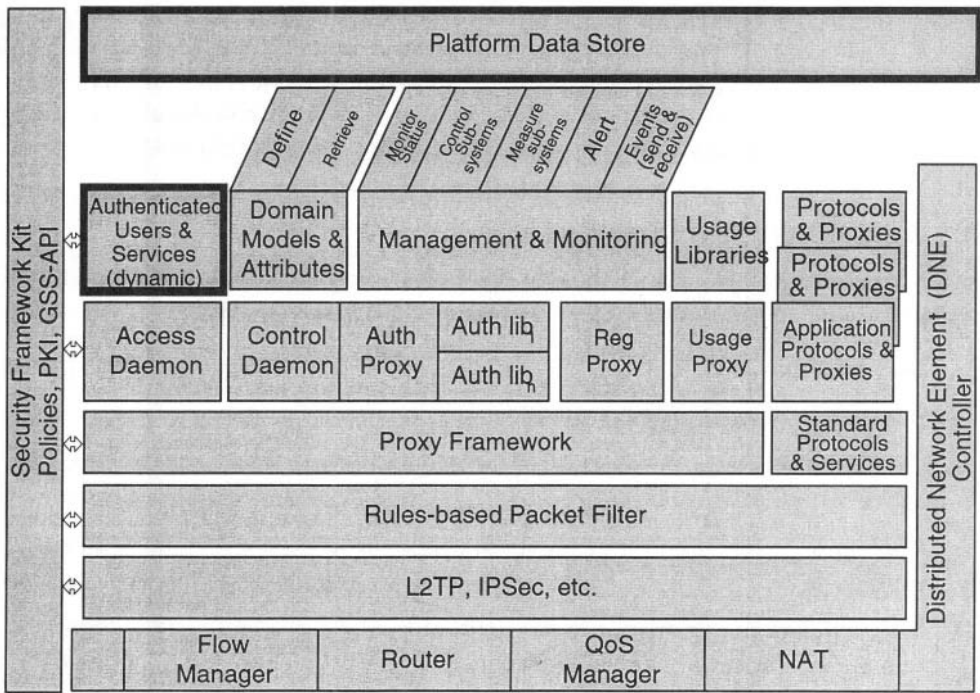 Platform Data Store
Define
Retrieve
Monitor
Status
Control
Sub-
systems
Measure
sub-
systems
Alert
Events
(send &
receive)
Security Framework Kit
Policies, PKI, GSS-API
Authenticated
Users &
Services
(dynamic)
Domain
Models &
Attributes
Management & Monitoring
Usage
Libraries
Protocols
& Proxies
Protocols
& Proxies
Access
Daemon
Control
Daemon
Auth
Proxy
Auth lib I
Auth lib n
Reg
Proxy
Usage
Proxy
Application
Protocols &
Proxies
Proxy Framework
Standard
Protocols
& Services
Rules-based Packet Filter
L2TP, IPSec, etc.
Flow
Manager
Router
QoS
Manager
NAT
Distributed Network Element (DNE)
Controller